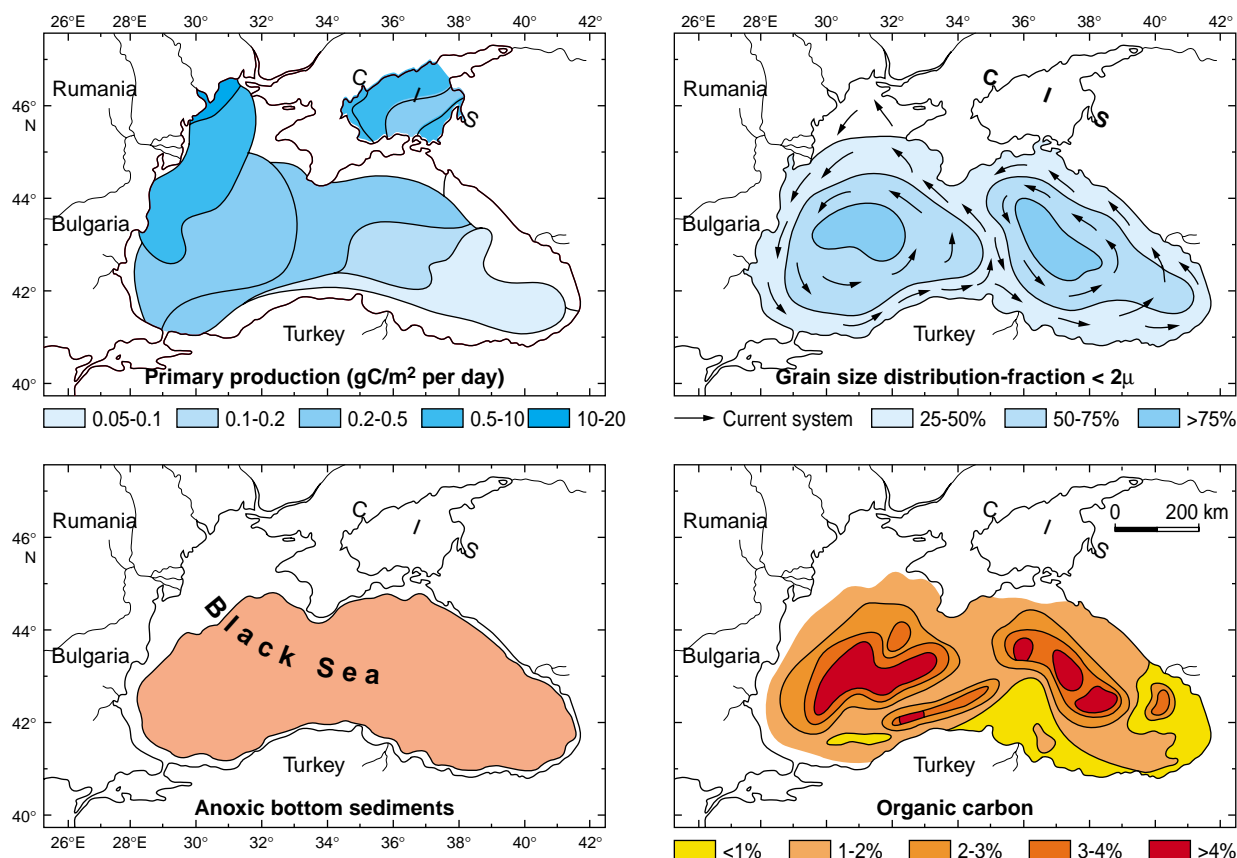 26°E 28° 30° 32° 34° 36° 38° 40° 42°
Rumania
C
I
S
46°
N
44°
Bulgaria
42°
Turkey
40°
Primary production (gC/m² per day)
0.05-0.1 0.1-0.2 0.2-0.5 0.5-10 10-20
26°E 28° 30° 32° 34° 36° 38° 40° 42°
Rumania
C
I
S
Bulgaria
Turkey
Grain size distribution-fraction < 2µ
Current system 25-50% 50-75% >75%
Rumania
C
I
S
46°
N
Black Sea
44°
Bulgaria
42°
Turkey
Anoxic bottom sediments
40°
26°E 28° 30° 32° 34° 36° 38° 40° 42°
Rumania
C
I
S
0 200 km
Bulgaria
Turkey
Organic carbon
<1% 1-2% 2-3% 3-4% >4%